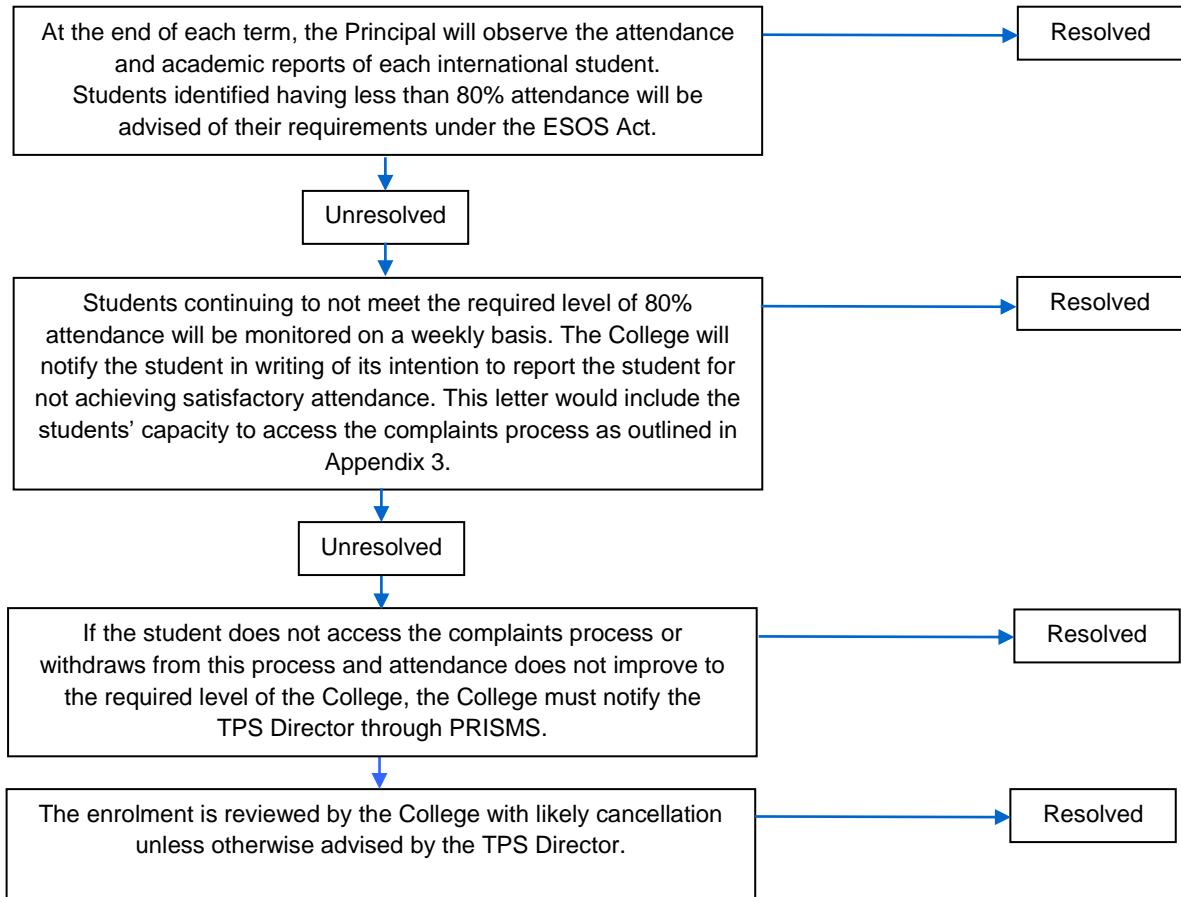 At the end of each term, the Principal will observe the attendance
and academic reports of each international student.
Students identified having less than 80% attendance will be
advised of their requirements under the ESOS Act.
Resolved
Unresolved
Students continuing to not meet the required level of 80%
attendance will be monitored on a weekly basis. The College will
notify the student in writing of its intention to report the student for
not achieving satisfactory attendance. This letter would include the
students’ capacity to access the complaints process as outlined in
Appendix 3.
Resolved
Unresolved
If the student does not access the complaints process or
withdraws from this process and attendance does not improve to
the required level of the College, the College must notify the
TPS Director through PRISMS.
Resolved
The enrolment is reviewed by the College with likely cancellation
unless otherwise advised by the TPS Director.
Resolved